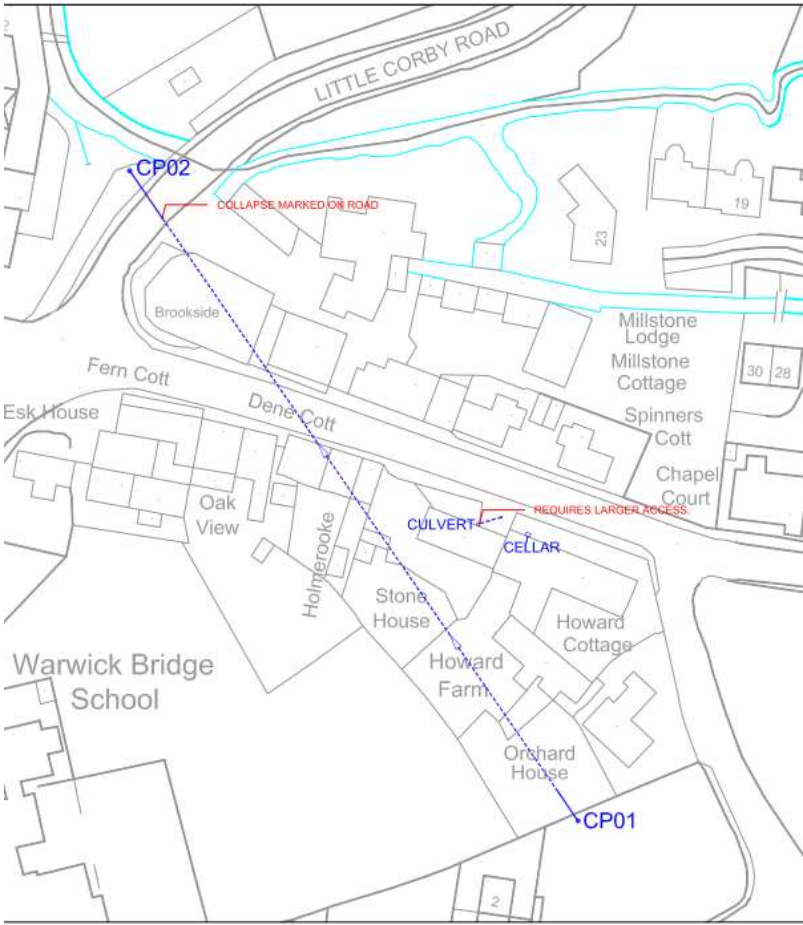 LITTLE CORBY ROAD
CP02
COLLAPSE MARKED ON ROAD
19
23
Brookside
Millstone
Lodge
Millstone
Cottage
30
28
Fern Cott
Dene Cott
Esk House
Spinners
Cott
Chapel
Court
Oak
View
Holmerooke
CULVERT
REQUIRES LARGER ACCESS
CELLAR
Stone
House
Howard
Cottage
Howard
Farm
Warwick Bridge
School
Orchard
House
CP01
2